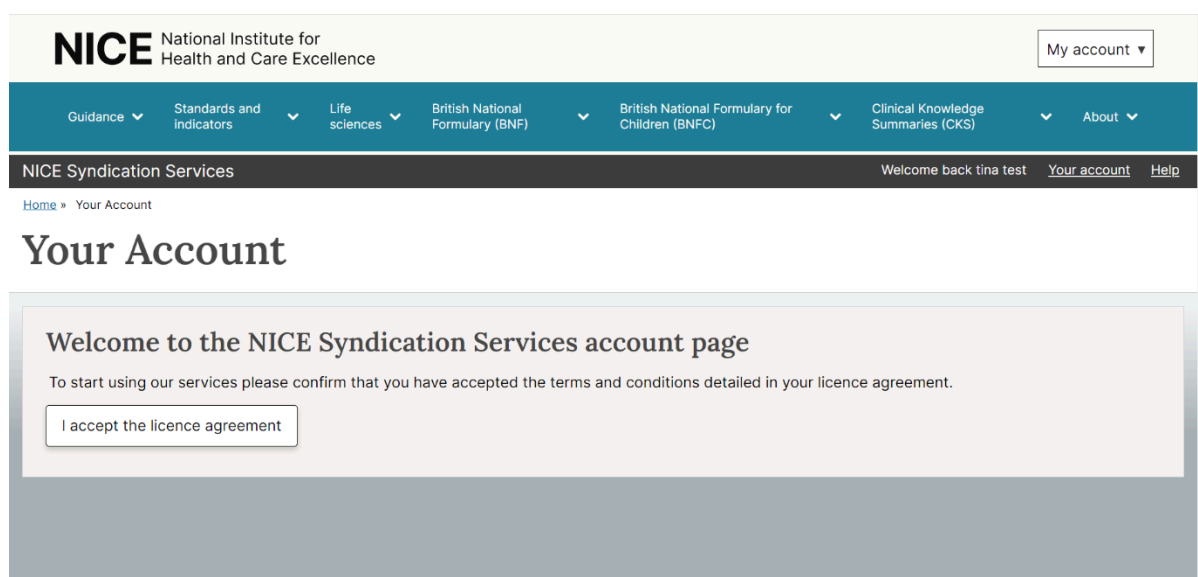 NICE National Institute for
Health and Care Excellence
My account ▾
Guidance
Standards and
indicators
Life
sciences
British National
Formulary (BNF)
British National Formulary for
Children (BNFC)
Clinical Knowledge
Summaries (CKS)
About
NICE Syndication Services
Welcome back tina test Your account Help
Home » Your Account
Your Account
Welcome to the NICE Syndication Services account page
To start using our services please confirm that you have accepted the terms and conditions detailed in your licence agreement.
I accept the licence agreement